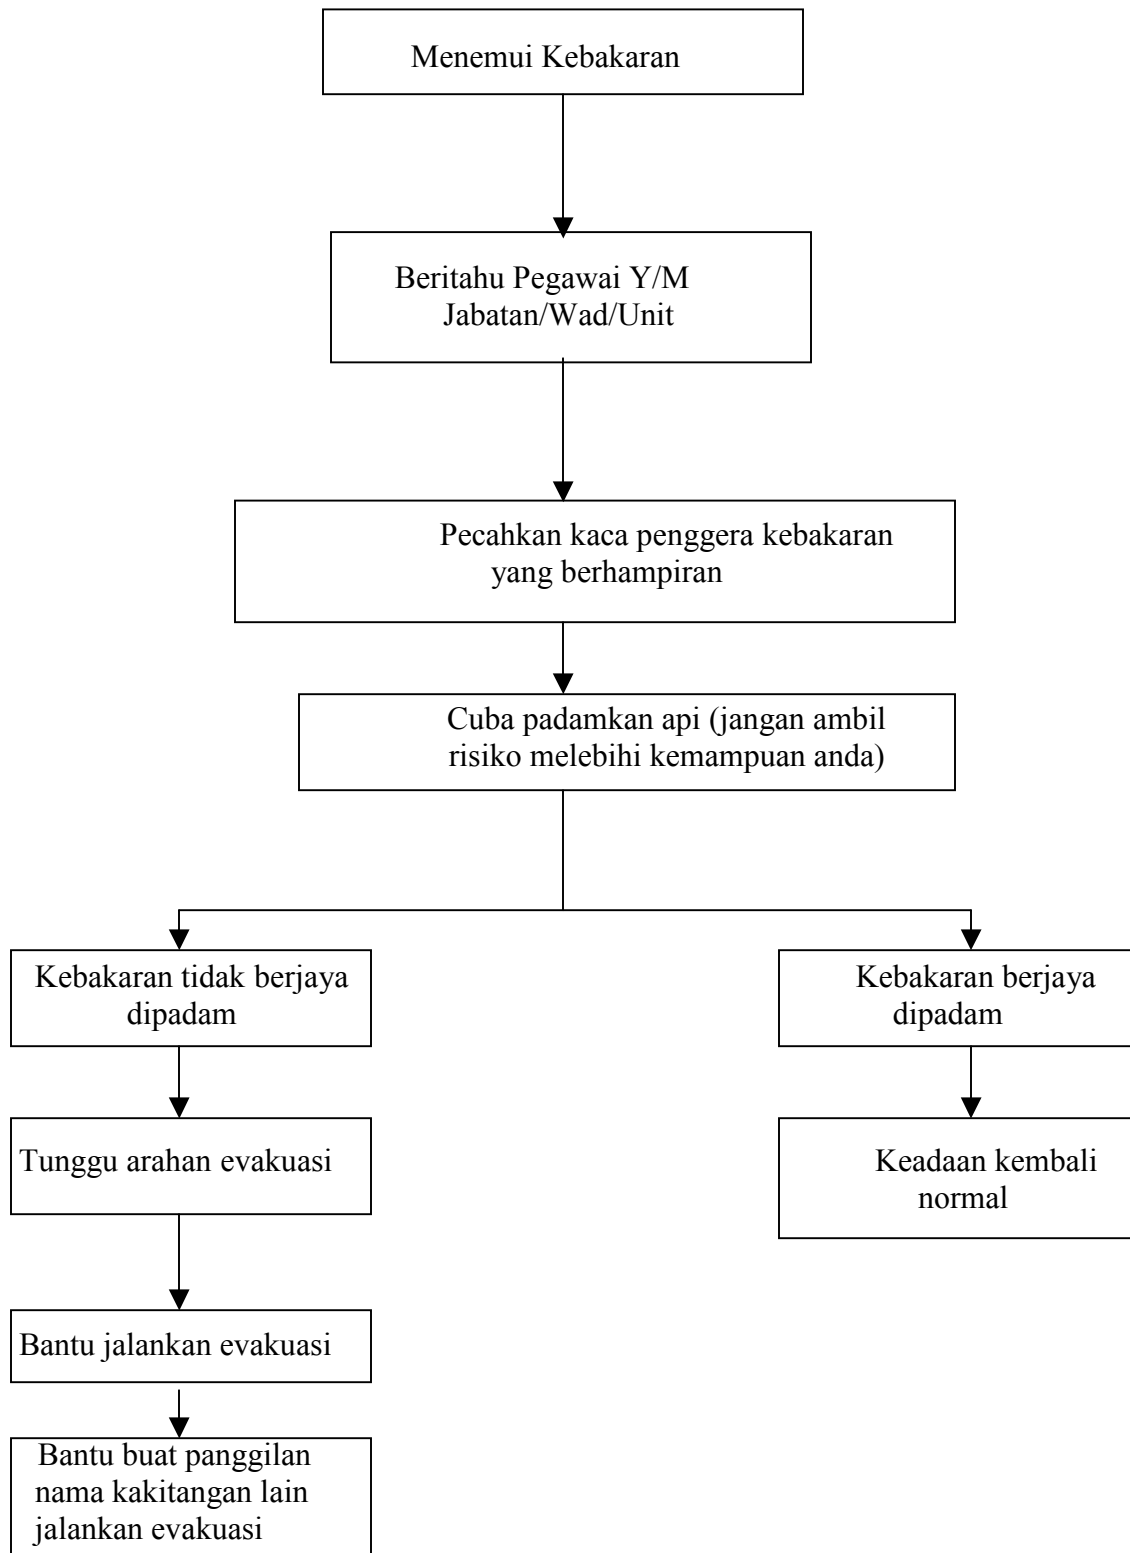 Menemui Kebakaran
Beritahu Pegawai Y/M
Jabatan/Wad/Unit
Pecahkan kaca penggera kebakaran
yang berhampiran
Cuba padamkan api (jangan ambil
risiko melebihi kemampuan anda)
Kebakaran tidak berjaya
dipadam
Kebakaran berjaya
dipadam
Tunggu arahan evakuasi
Keadaan kembali
normal
Bantu jalankan evakuasi
Bantu buat panggilan
nama kakitangan lain
jalankan evakuasi